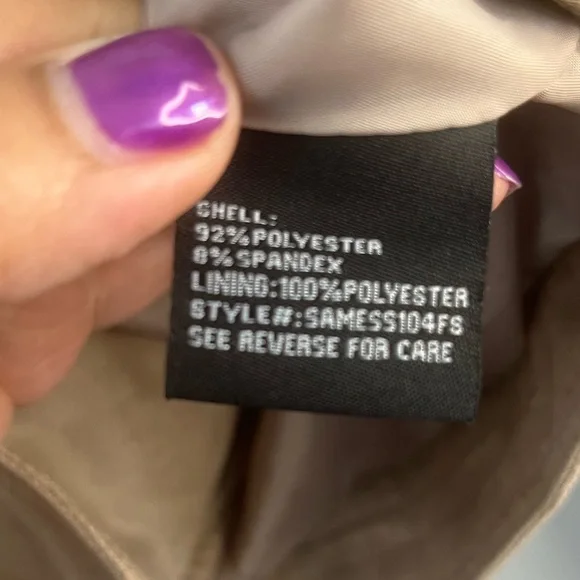 SHELL:
92%POLYESTER
8%SPANDEX
LINING:100%POLYESTER
STYLE#:SAMESS104FS
SEE REVERSE FOR CARE